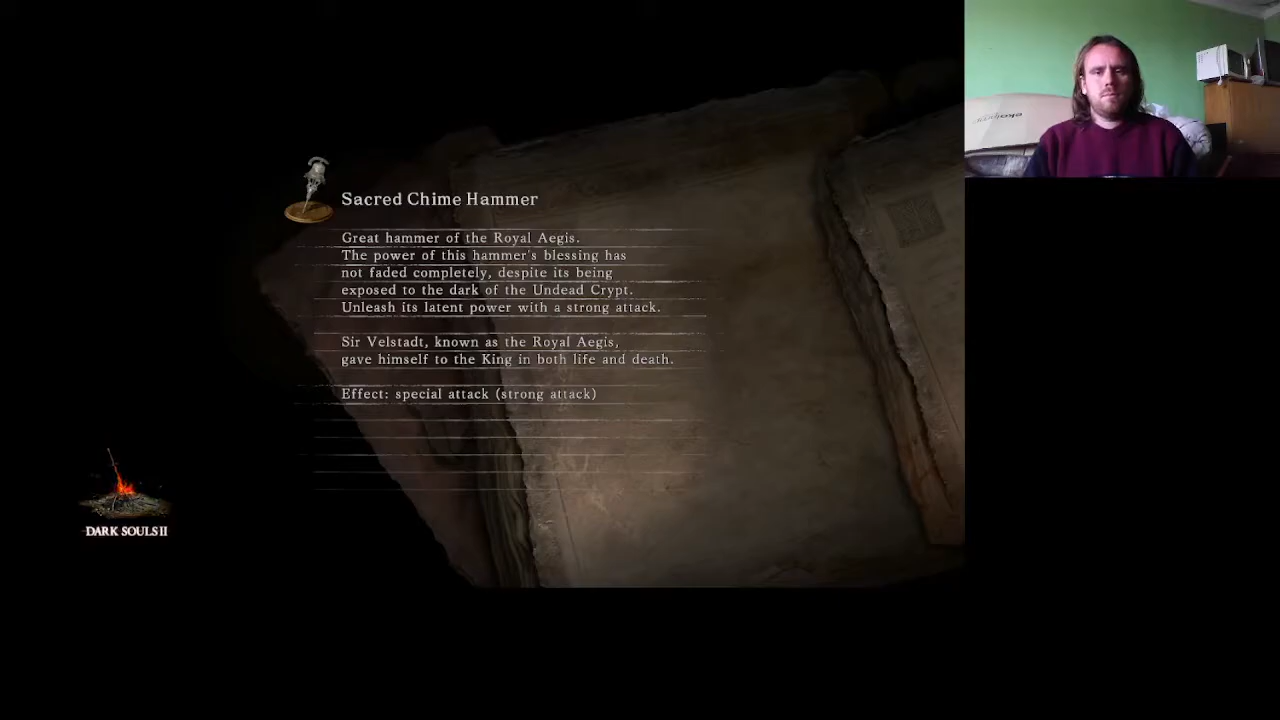 Sacred Chime Hammer
Great hammer of the Royal Aegis.
The power of this hammer's blessing has
not faded completely, despite its being
exposed to the dark of the Undead Crypt.
Unleash its latent power with a strong attack.
Sir Velstadt, known as the Royal Aegis,
gave himself to the King in both life and death.
Effect: special attack (strong attack)
DARK SOULS II